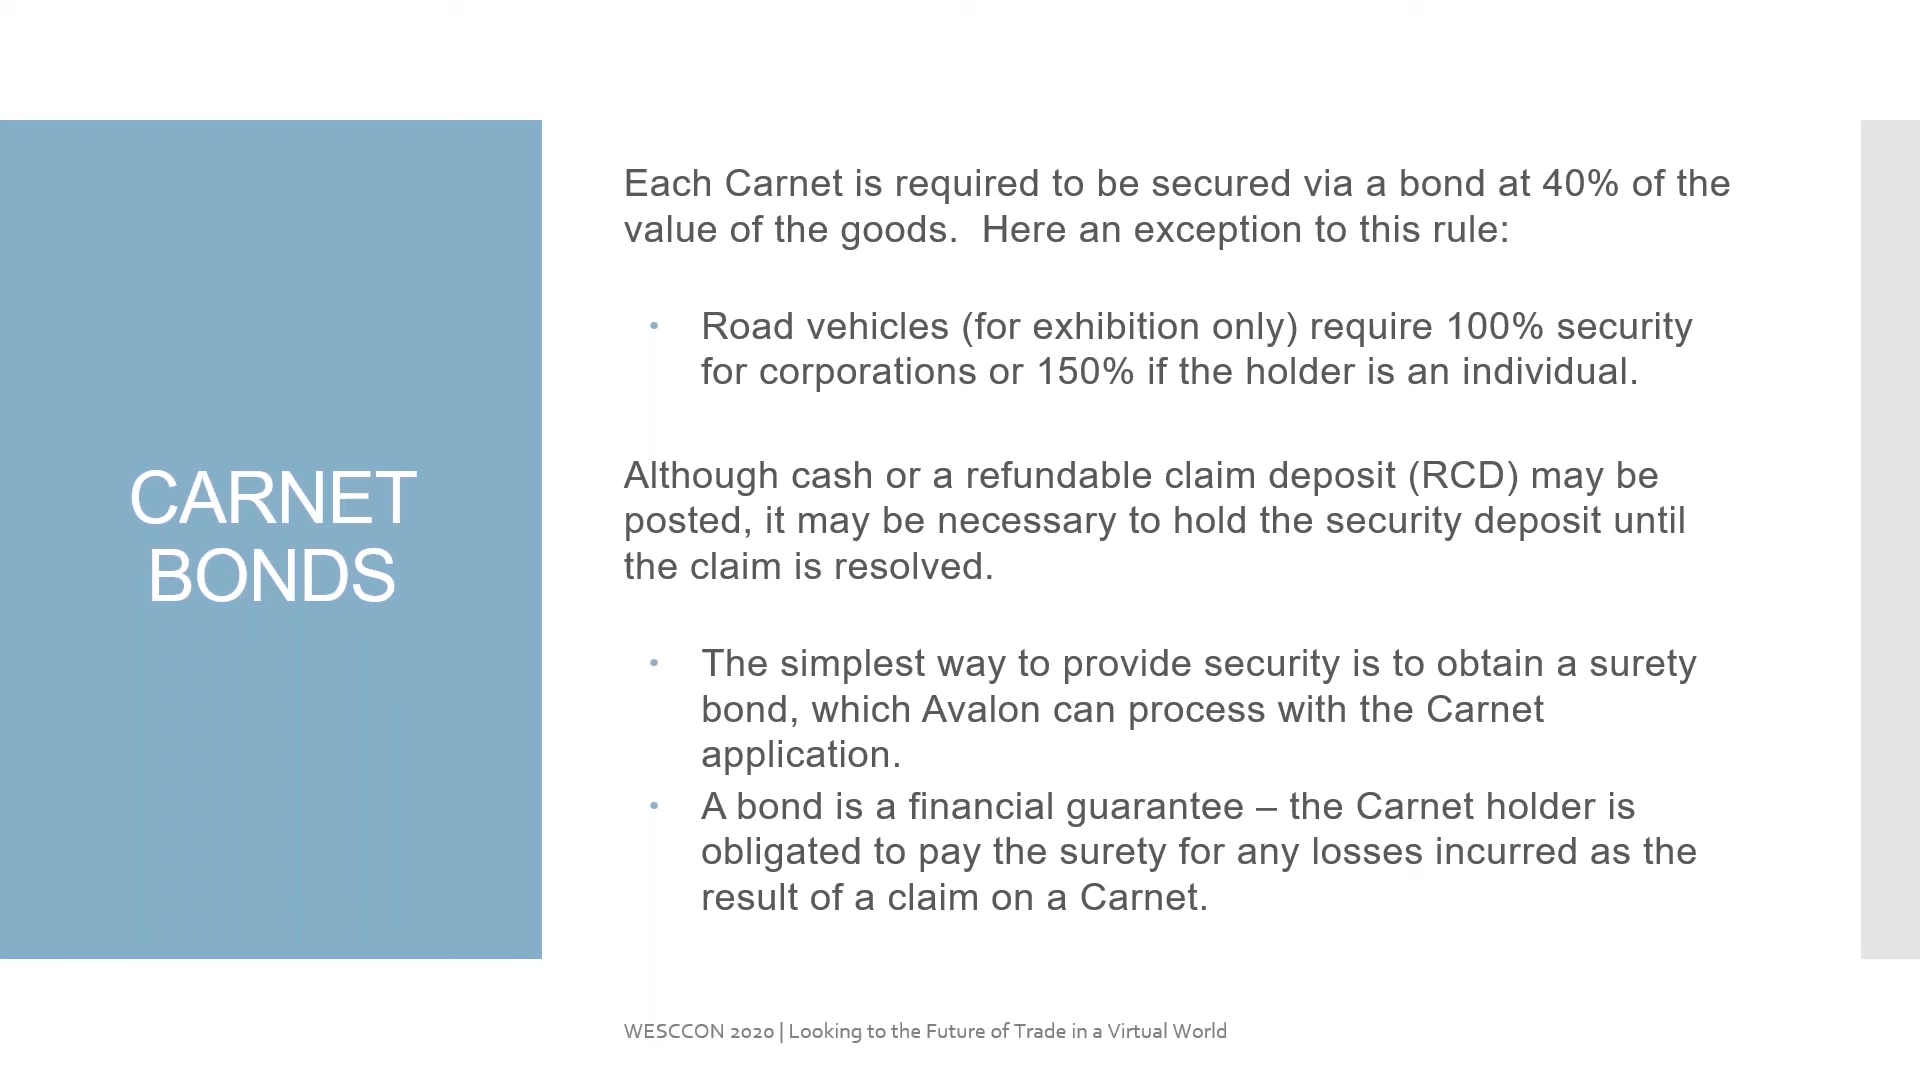 CARNET
BONDS
Each Carnet is required to be secured via a bond at 40% of the
value of the goods.  Here an exception to this rule:
• Road vehicles (for exhibition only) require 100% security
for corporations or 150% if the holder is an individual.
Although cash or a refundable claim deposit (RCD) may be
posted, it may be necessary to hold the security deposit until
the claim is resolved.
• The simplest way to provide security is to obtain a surety
bond, which Avalon can process with the Carnet
application.
• A bond is a financial guarantee – the Carnet holder is
obligated to pay the surety for any losses incurred as the
result of a claim on a Carnet.
WESCCON 2020 | Looking to the Future of Trade in a Virtual World